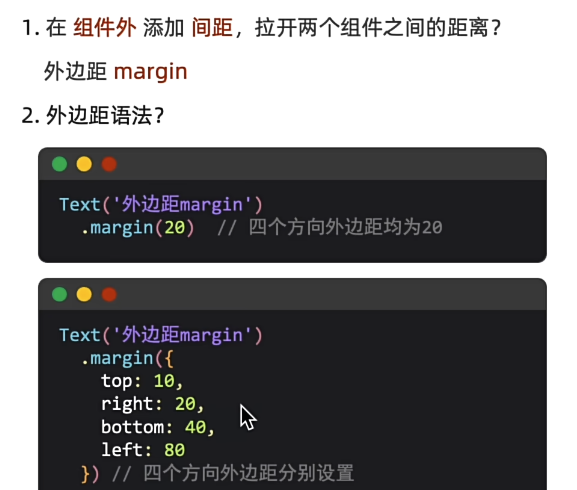 1. 在 组件外 添加 间距，拉开两个组件之间的距离？
外边距 margin
2. 外边距语法？
Text('外边距margin')
.margin(20)  // 四个方向外边距均为20
Text('外边距margin')
.margin({
top: 10,
right: 20,
bottom: 40,
left: 80
}) // 四个方向外边距分别设置